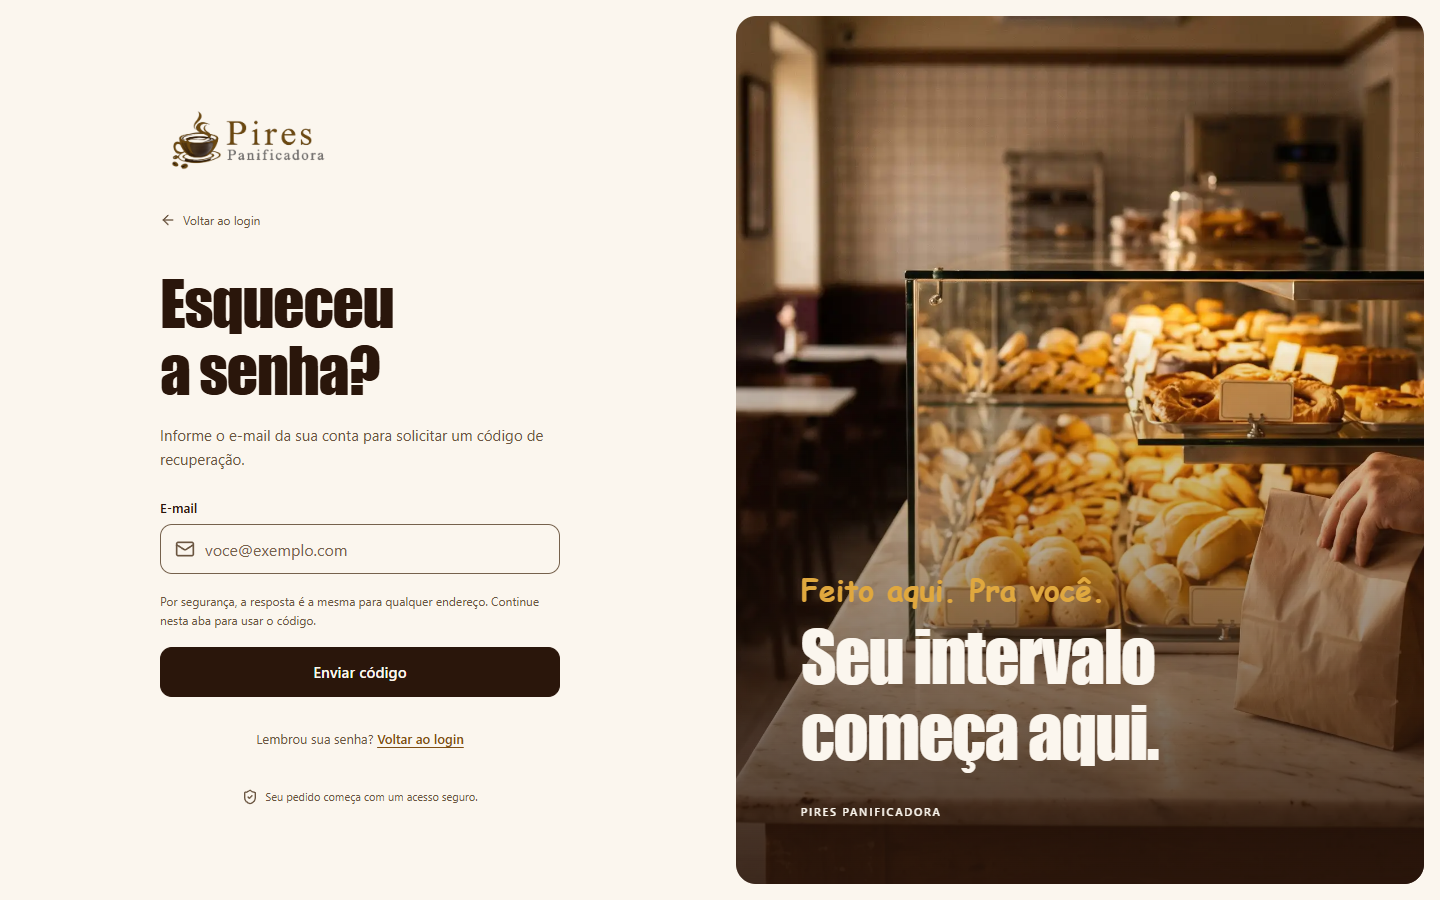 Pires
Panificadora
Voltar ao login
Esqueceu
a senha?
Informe o e-mail da sua conta para solicitar um código de
recuperação.
E-mail
voce@exemplo.com
Por segurança, a resposta é a mesma para qualquer endereço. Continue
nesta aba para usar o código.
Enviar código
Lembrou sua senha? Voltar ao login
Seu pedido começa com um acesso seguro.
Feito aqui. Pra você.
Seu intervalo
começa aqui.
PIRES PANIFICADORA